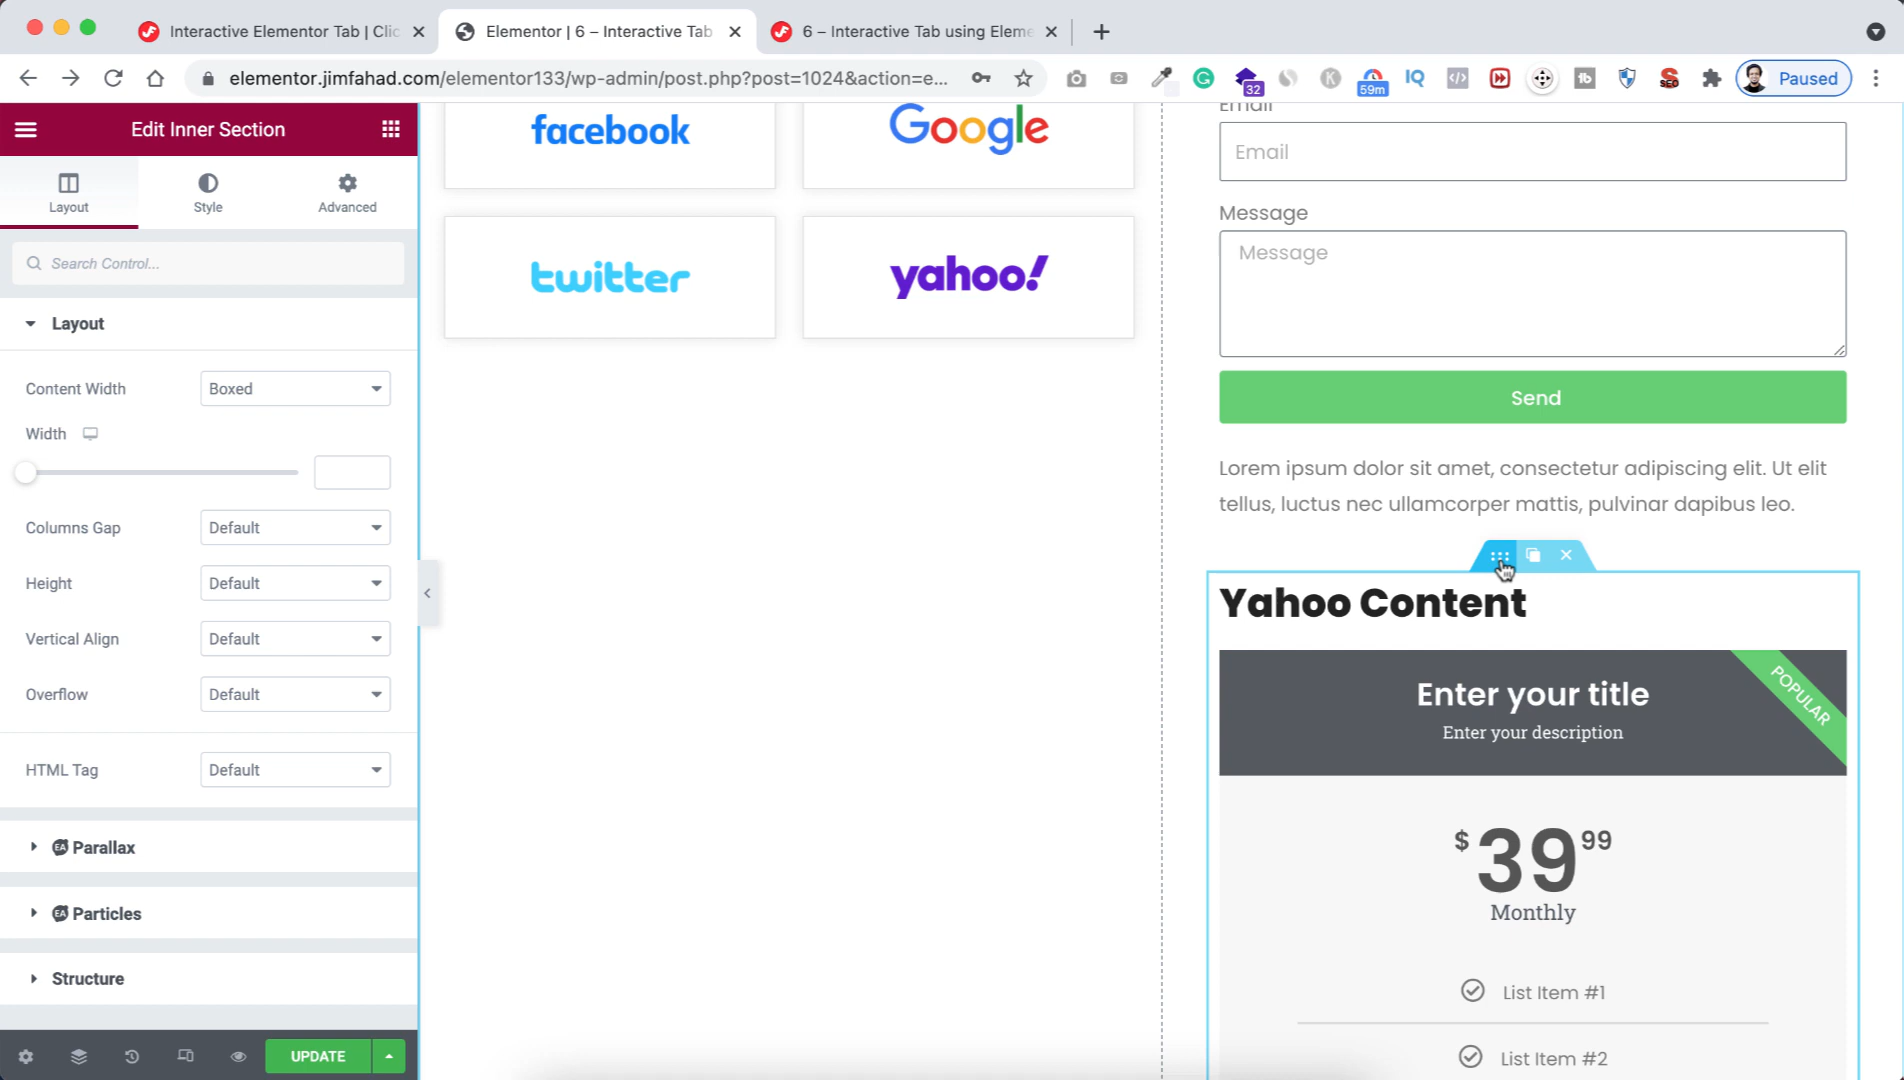 Interactive Elementor Tab | Clic
Elementor | 6 – Interactive Tab
6 – Interactive Tab using Eleme
elementor.jimfahad.com/elementor133/wp-admin/post.php?post=1024&action=e...
32
59m
IQ
SEO
Paused
Edit Inner Section
Layout
Style
Advanced
Search Control...
Layout
Content Width
Boxed
Width
Columns Gap
Default
Height
Default
Vertical Align
Default
Overflow
Default
HTML Tag
Default
EA Parallax
EA Particles
Structure
UPDATE
facebook
Google
twitter
yahoo!
Email
Email
Message
Message
Send
Lorem ipsum dolor sit amet, consectetur adipiscing elit. Ut elit
tellus, luctus nec ullamcorper mattis, pulvinar dapibus leo.
Yahoo Content
POPULAR
Enter your title
Enter your description
$39 99
Monthly
List Item #1
List Item #2